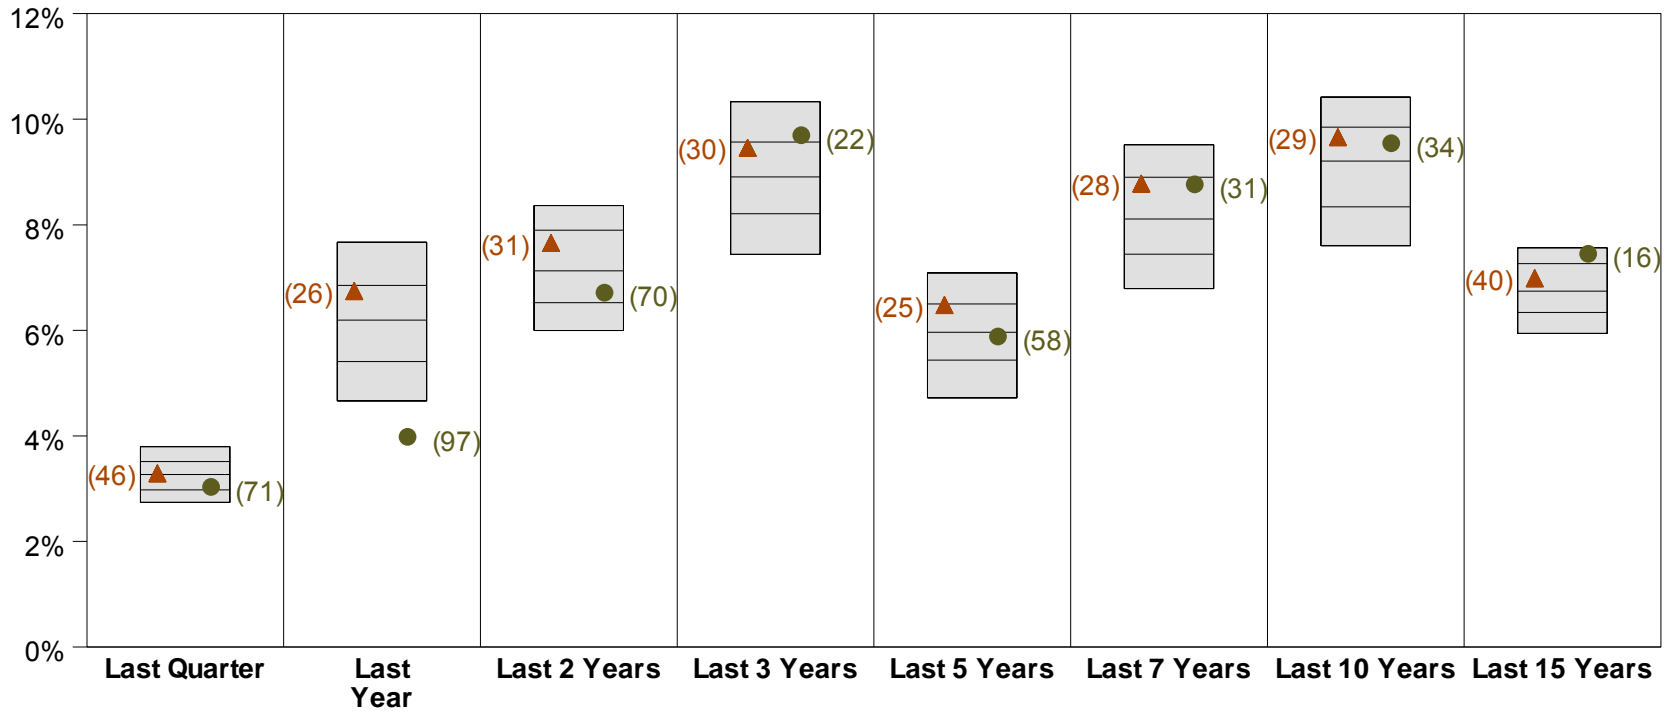 12%
10%
8%
6%
4%
2%
0%
(46)
(71)
(26)
(97)
(31)
(70)
(30)
(22)
(25)
(58)
(28)
(31)
(29)
(34)
(40)
(16)
Last Quarter
Last
Year
Last 2 Years
Last 3 Years
Last 5 Years
Last 7 Years
Last 10 Years
Last 15 Years